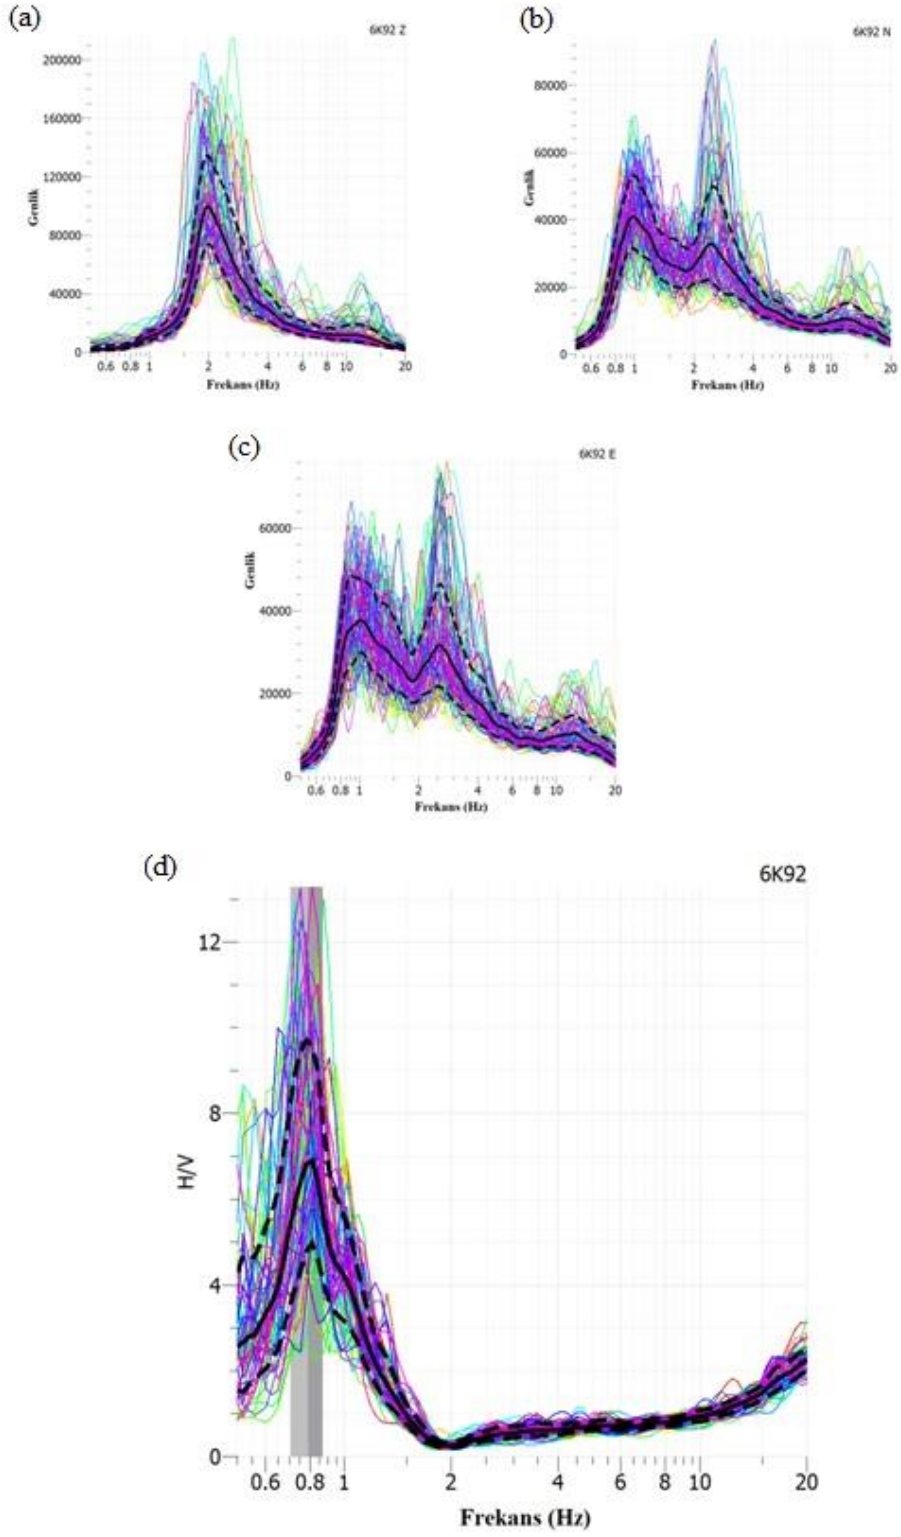 (a)
6K92 Z
200000
160000
120000
80000
40000
0
Genlik
0.6 0.8 1 2 4 6 8 10 20
Frekans (Hz)
(b)
6K92 N
80000
60000
40000
20000
0
Genlik
0.6 0.8 1 2 4 6 8 10 20
Frekans (Hz)
(c)
6K92 E
60000
40000
20000
0
Genlik
0.6 0.8 1 2 4 6 8 10 20
Frekans (Hz)
(d)
6K92
12
8
4
0
H/V
0.6 0.8 1 2 4 6 8 10 20
Frekans (Hz)